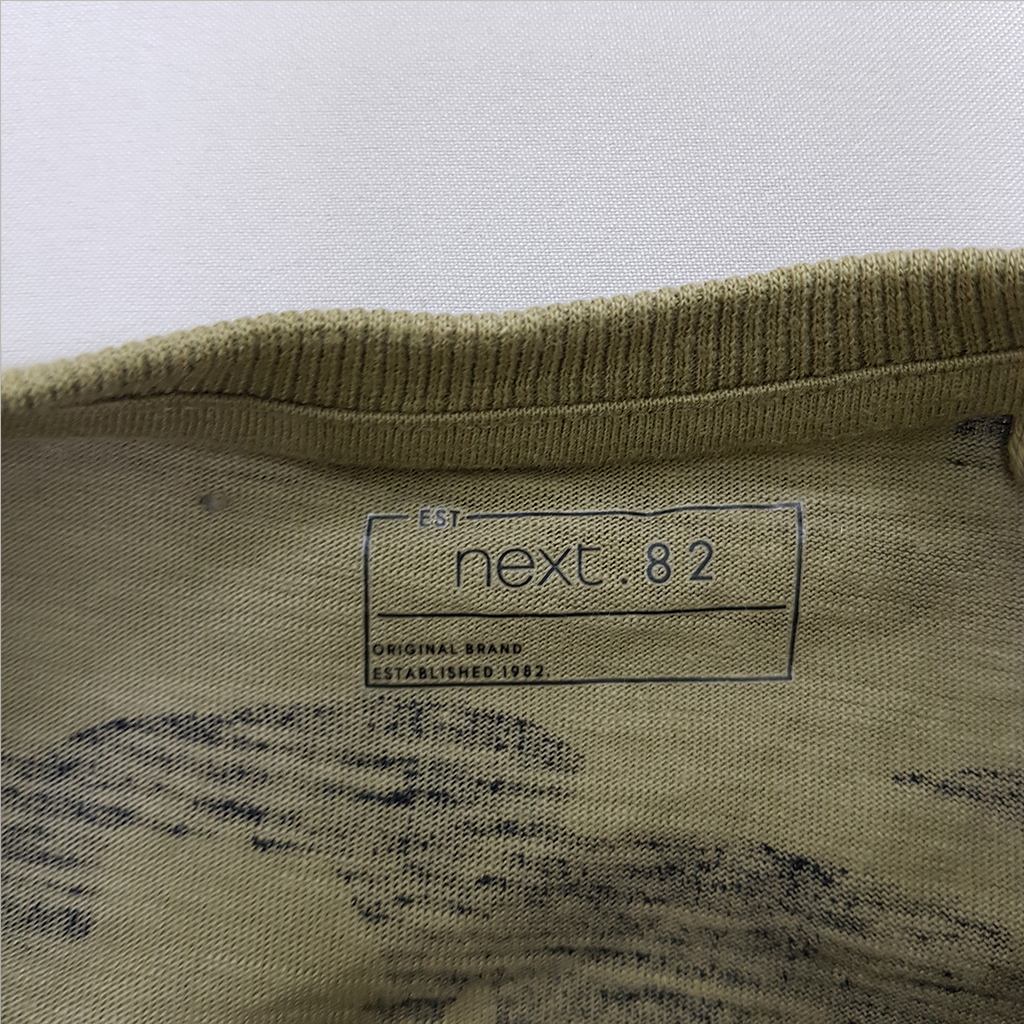 EST
next.82
ORIGINAL BRAND
ESTABLISHED 1982.